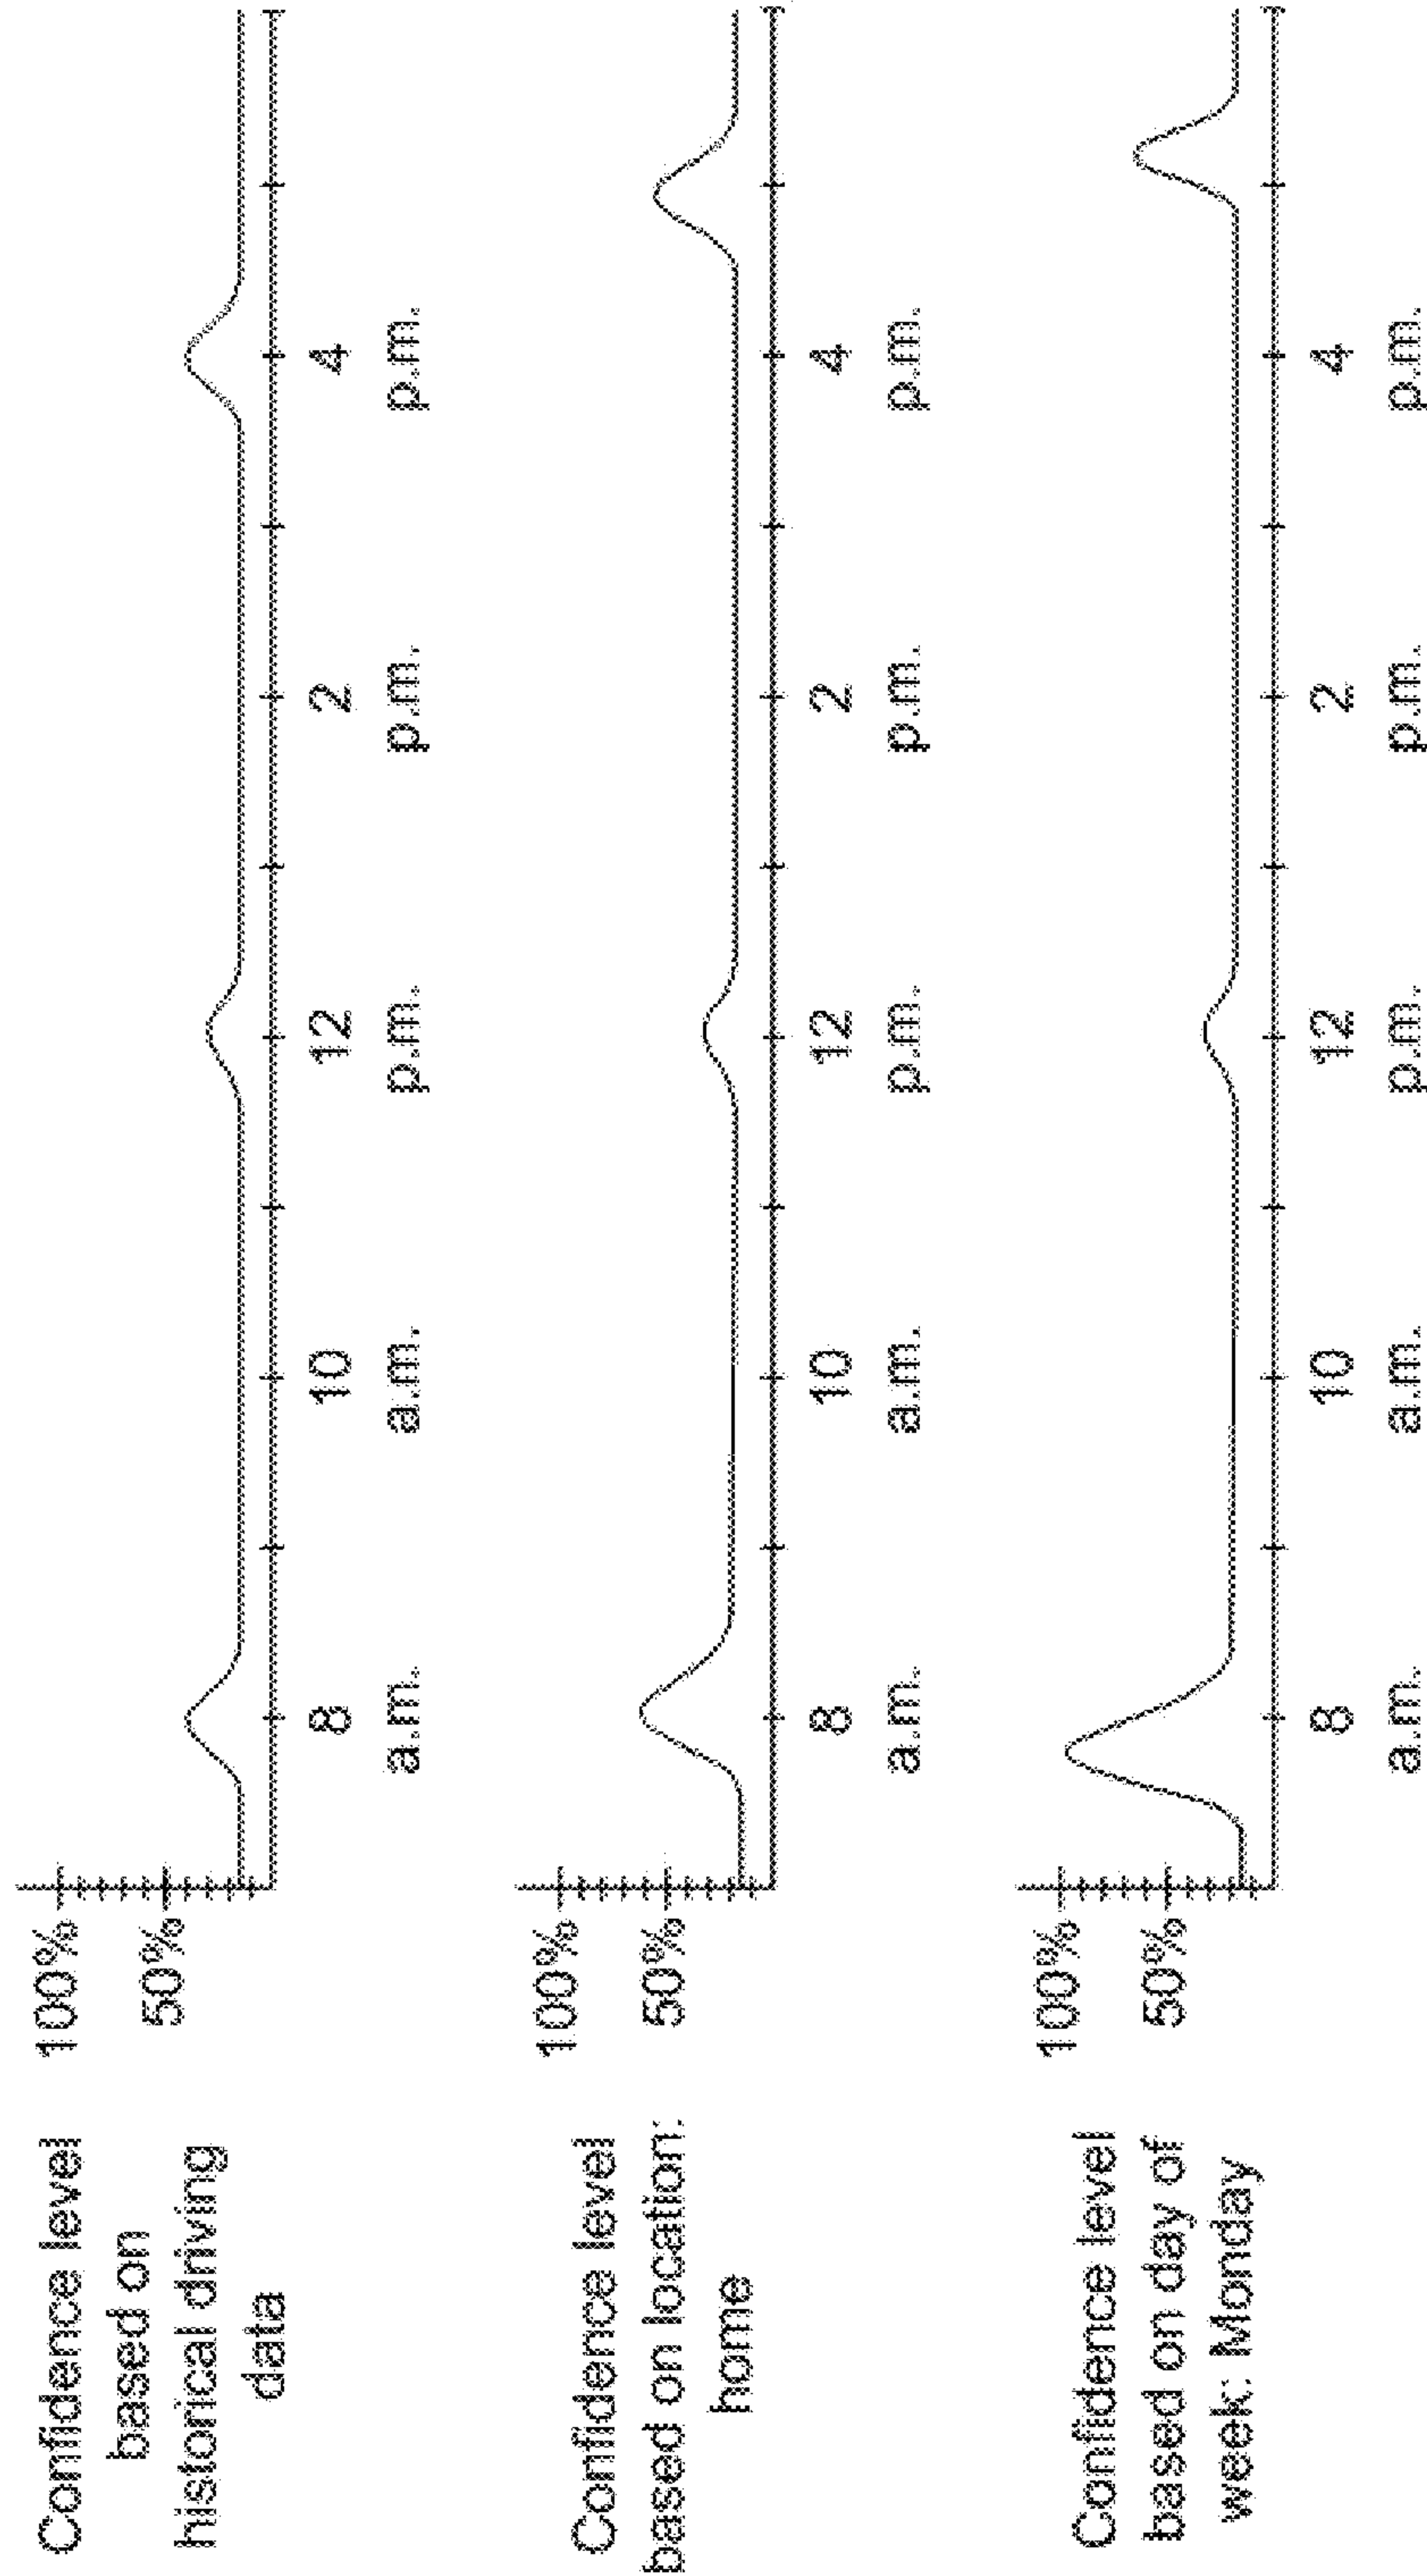 Confidence level
based on
historical driving
data
100%
50%
8 10 12 2 4
a.m. a.m. p.m. p.m. p.m.
Confidence level
based on location:
home
100%
50%
8 10 12 2 4
a.m. a.m. p.m. p.m. p.m.
Confidence level
based on day of
week: Monday
100%
50%
8 10 12 2 4
a.m. a.m. p.m. p.m. p.m.